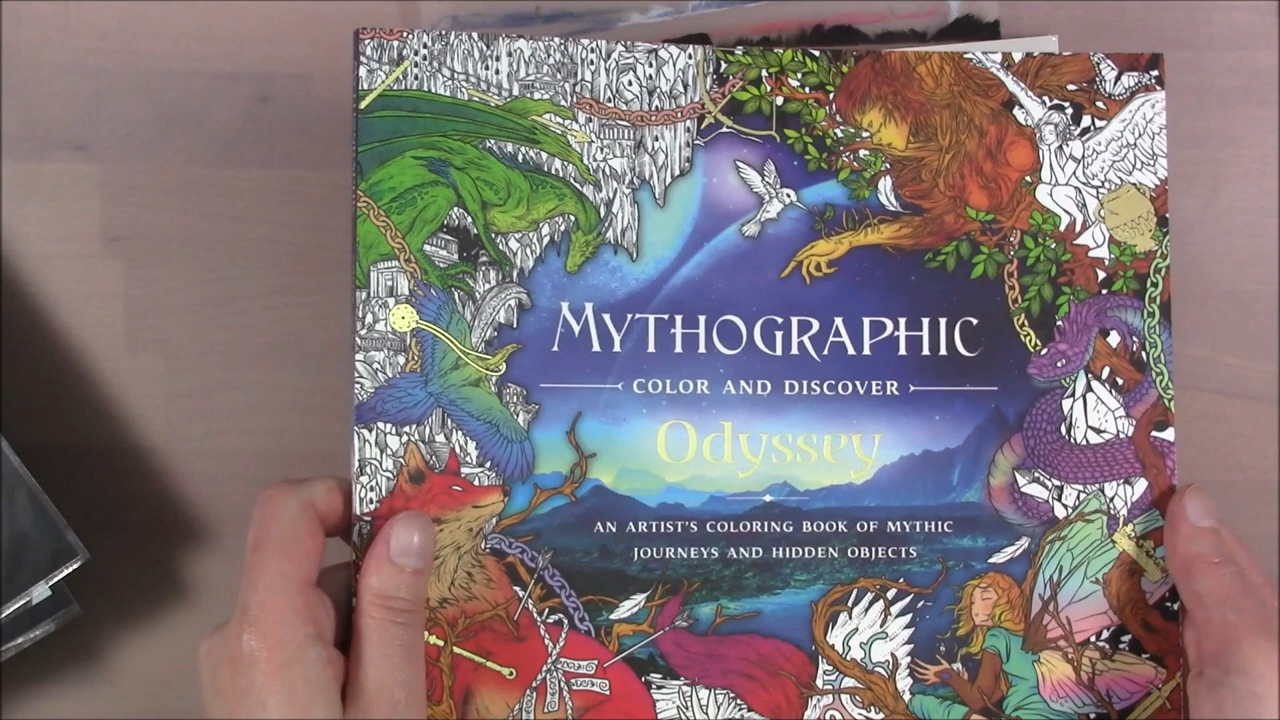 MYTHOGRAPHIC
COLOR AND DISCOVER
Odyssey
AN ARTIST'S COLORING BOOK OF MYTHIC
JOURNEYS AND HIDDEN OBJECTS